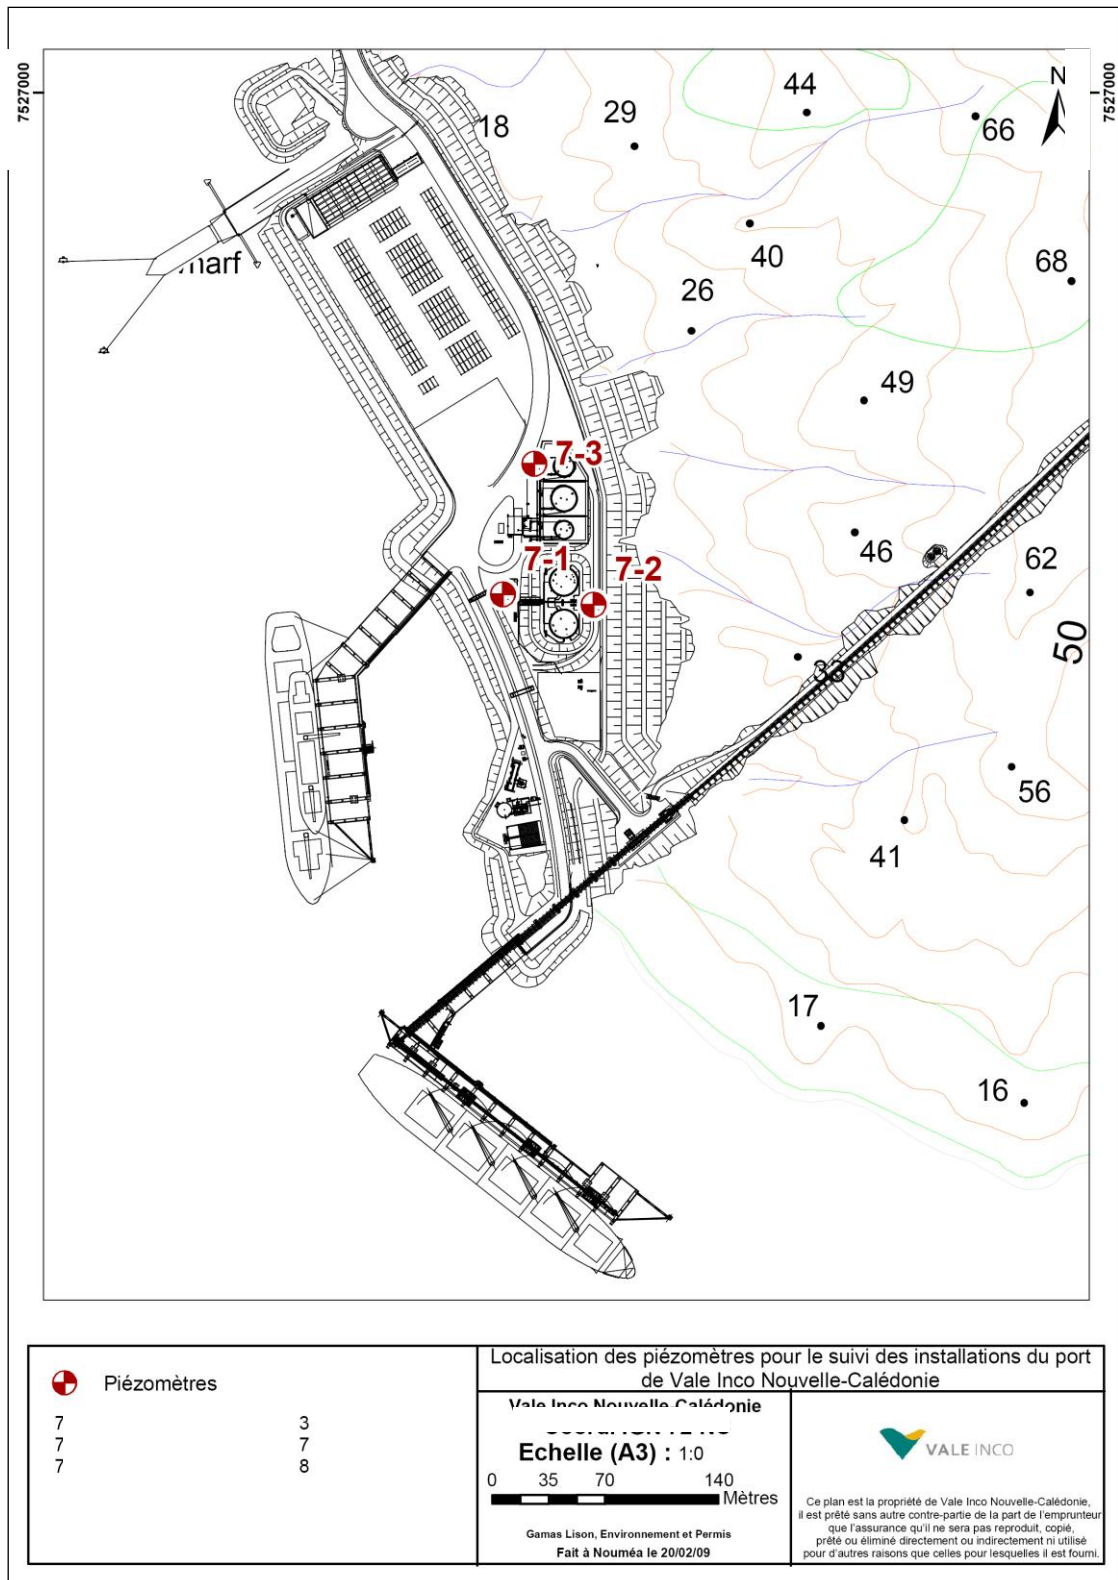 7527000
7527000
N
44
66
29
18
40
68
26
49
7-3
46
7-1
7-2
62
50
33
56
41
17
16
Piézomètres
7 3
7 7
7 8
Localisation des piézomètres pour le suivi des installations du port
de Vale Inco Nouvelle-Calédonie
Vale Inco Nouvelle-Calédonie
Echelle (A3) : 1:0
0 35 70 140
Mètres
Gamas Lison, Environnement et Permis
Fait à Nouméa le 20/02/09
VALE INCO
Ce plan est la propriété de Vale Inco Nouvelle-Calédonie,
il est prêté sans autre contre-partie de la part de l'emprunteur
que l'assurance qu'il ne sera pas reproduit, copié,
prêté ou éliminé directement ou indirectement ni utilisé
pour d'autres raisons que celles pour lesquelles il est fourni.